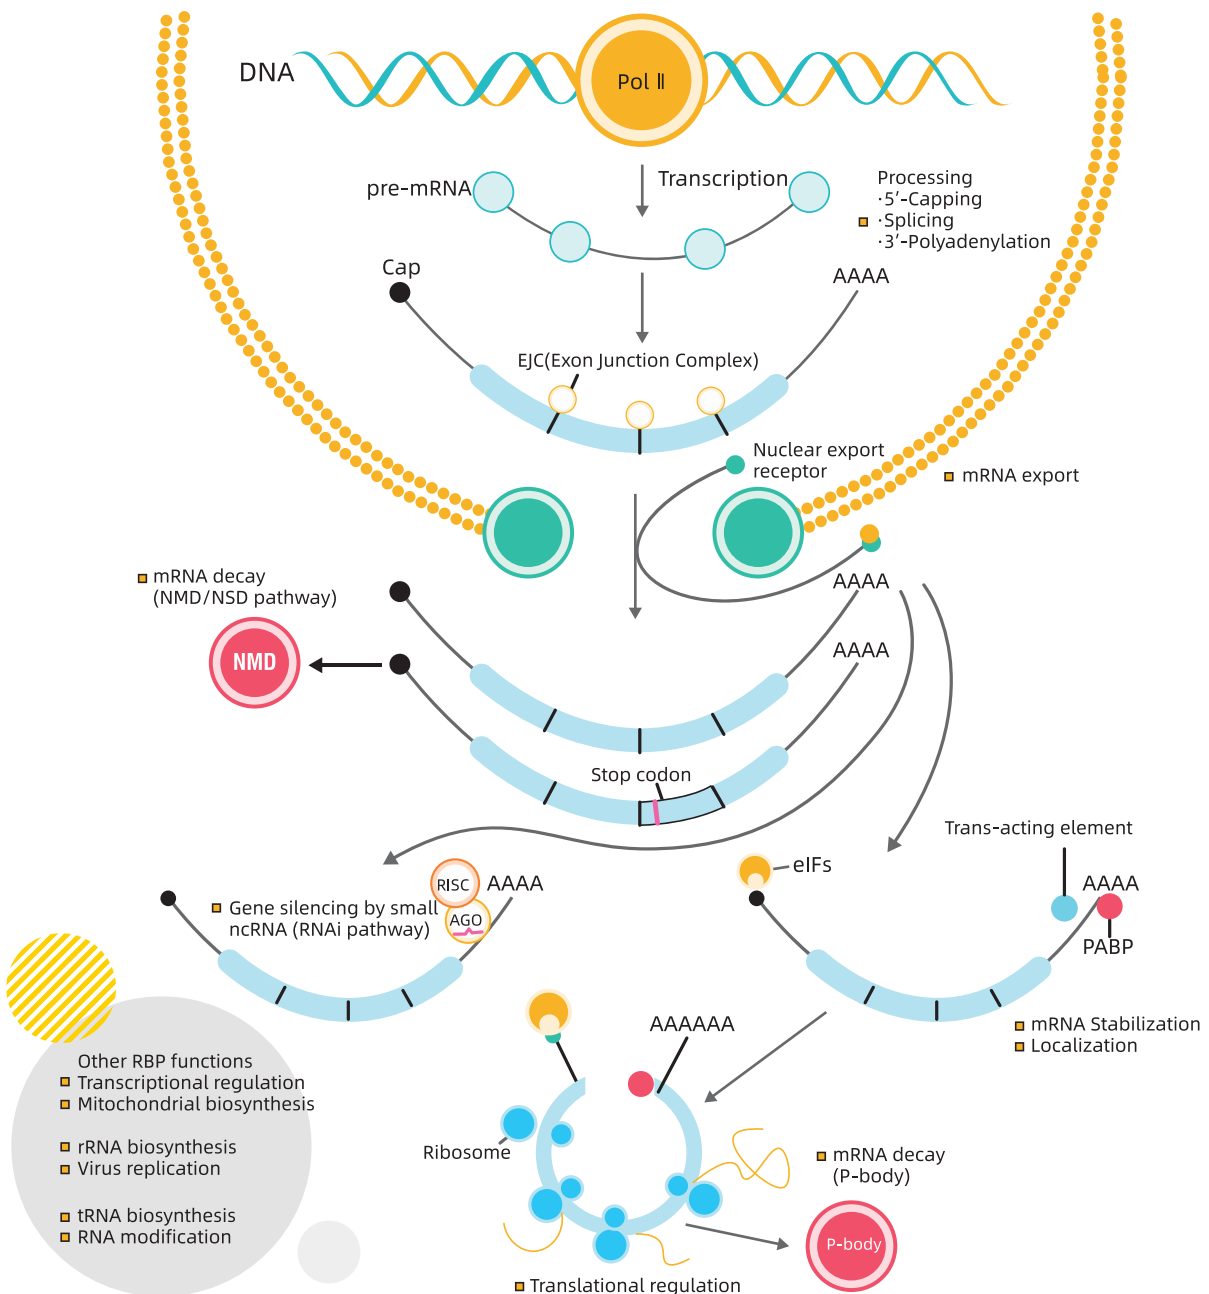 DNA
Pol Ⅱ
pre-mRNA
Transcription
Processing
·5′-Capping
·Splicing
·3′-Polyadenylation
Cap
AAAA
EJC(Exon Junction Complex)
Nuclear export
receptor
mRNA export
mRNA decay
(NMD/NSD pathway)
AAAA
NMD
AAAA
Stop codon
Trans-acting element
eIFs
RISC
AAAA
AAAA
Gene silencing by small
ncRNA (RNAi pathway)
AGO
PABP
AAAAAA
mRNA Stabilization
Localization
Other RBP functions
Transcriptional regulation
Mitochondrial biosynthesis
rRNA biosynthesis
Virus replication
tRNA biosynthesis
RNA modification
Ribosome
mRNA decay
(P-body)
P-body
Translational regulation